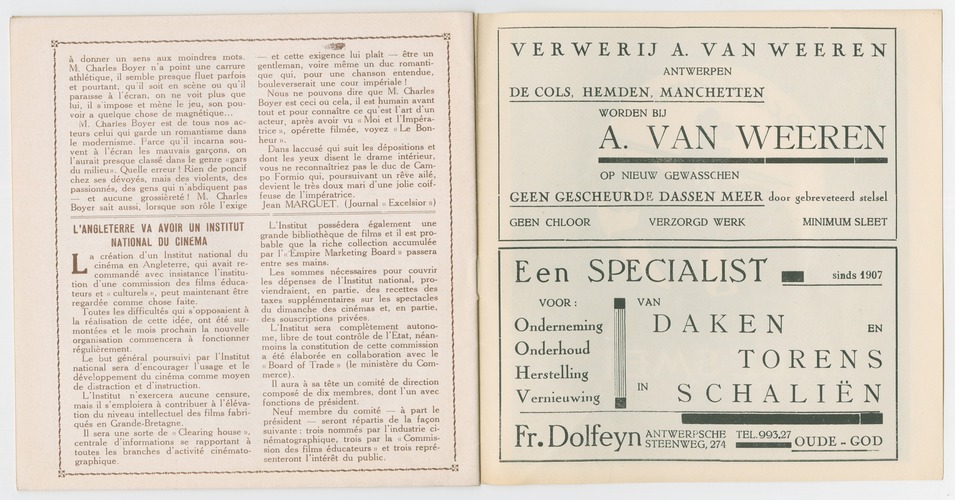 à donner un sens aux moindres mots.
M. Charles Boyer n'a point une carrure
athlétique, il semble presque fluet parfois
et pourtant, qu'il soit en scène ou qu'il
paraisse à l'écran, on ne voit plus que
lui, il s'impose et mène le jeu, son pou-
voir a quelque chose de magnétique...
M. Charles Boyer est de tous nos ac-
teurs celui qui garde un romantisme dans
le modernisme. Parce qu'il incarna sou-
vent à l'écran les mauvais garçons, on
l'aurait presque classé dans le genre «gars
du milieu». Quelle erreur ! Rien de poncif
chez ses dévoyés, mais des violents, des
passionnés, des gens qui n'abdiquent pas
— et aucune grossièreté ! M. Charles
Boyer sait aussi, lorsque son rôle l'exige
— et cette exigence lui plaît — être un
gentleman, voire même un duc romanti-
que qui, pour une chanson entendue,
bouleverserait une cour impériale !
Nous ne pouvons dire que M. Charles
Boyer est ceci ou cela, il est humain avant
tout et pour connaître ce qu'est l'art d'un
acteur, après avoir vu « Moi et l'Impéra-
trice », opérette filmée, voyez « Le Bon-
heur ».
Dans laccusé qui suit les dépositions et
dont les yeux disent le drame intérieur,
vous ne reconnaîtriez pas le duc de Cam-
po Formio qui, poursuivant un rêve ailé,
devient le très doux mari d'une jolie coif-
feuse de l'impératrice.
Jean MARGUET. (Journal « Excelsior »)
L'ANGLETERRE VA AVOIR UN INSTITUT
NATIONAL DU CINEMA
La création d'un Institut national du
cinéma en Angleterre, qui avait re-
commandé avec insistance l'institu-
tion d'une commission des films éduca-
teurs et « culturels », peut maintenant être
regardée comme chose faite.
Toutes les difficultés qui s'opposaient à
la réalisation de cette idée, ont été sur-
montées et le mois prochain la nouvelle
organisation commencera à fonctionner
régulièrement.
Le but général poursuivi par l'Institut
national sera d'encourager l'usage et le
développement du cinéma comme moyen
de distraction et d'instruction.
L'Institut n'exercera aucune censure,
mais il s'emploiera à contribuer à l'éléva-
tion du niveau intellectuel des films fabri-
qués en Grande-Bretagne.
Il sera une sorte de « Clearing house »,
centrale d'informations se rapportant à
toutes les branches d'activité cinémato-
graphique.
L'Institut possédera également une
grande bibliothèque de films et il est pro-
bable que la riche collection accumulée
par l'« Empire Marketing Board » passera
entre ses mains.
Les sommes nécessaires pour couvrir
les dépenses de l'Institut national, pro-
viendraient, en partie, des recettes des
taxes supplémentaires sur les spectacles
du dimanche des cinémas et, en partie,
des souscriptions privées.
L'Institut sera complètement autono-
me, libre de tout contrôle de l'Etat, néan-
moins la constitution de cette commission
a été élaborée en collaboration avec le
« Board of Trade » (le ministère du Com-
merce).
Il aura à sa tête un comité de direction
composé de dix membres, dont l'un avec
fonctions de président.
Neuf membre du comité — à part le
président — seront répartis de la façon
suivante : trois nommés par l'industrie ci-
nématographique, trois par la « Commis-
sion des films éducateurs » et trois repré-
senteront l'intérêt du public.
VERWERIJ A. VAN WEEREN
ANTWERPEN
DE COLS, HEMDEN, MANCHETTEN
WORDEN BIJ
A. VAN WEEREN
OP NIEUW GEWASSCHEN
GEEN GESCHEURDE DASSEN MEER door gebreveteerd stelsel
GEEN CHLOOR VERZORGD WERK MINIMUM SLEET
Een SPECIALIST sinds 1907
VOOR :
Onderneming
Onderhoud
Herstelling
Vernieuwing
VAN
DAKEN EN
TORENS
IN SCHALIËN
Fr. Dolfeyn ANTWERPSCHE STEENWEG, 274 TEL. 993,27 OUDE - GOD